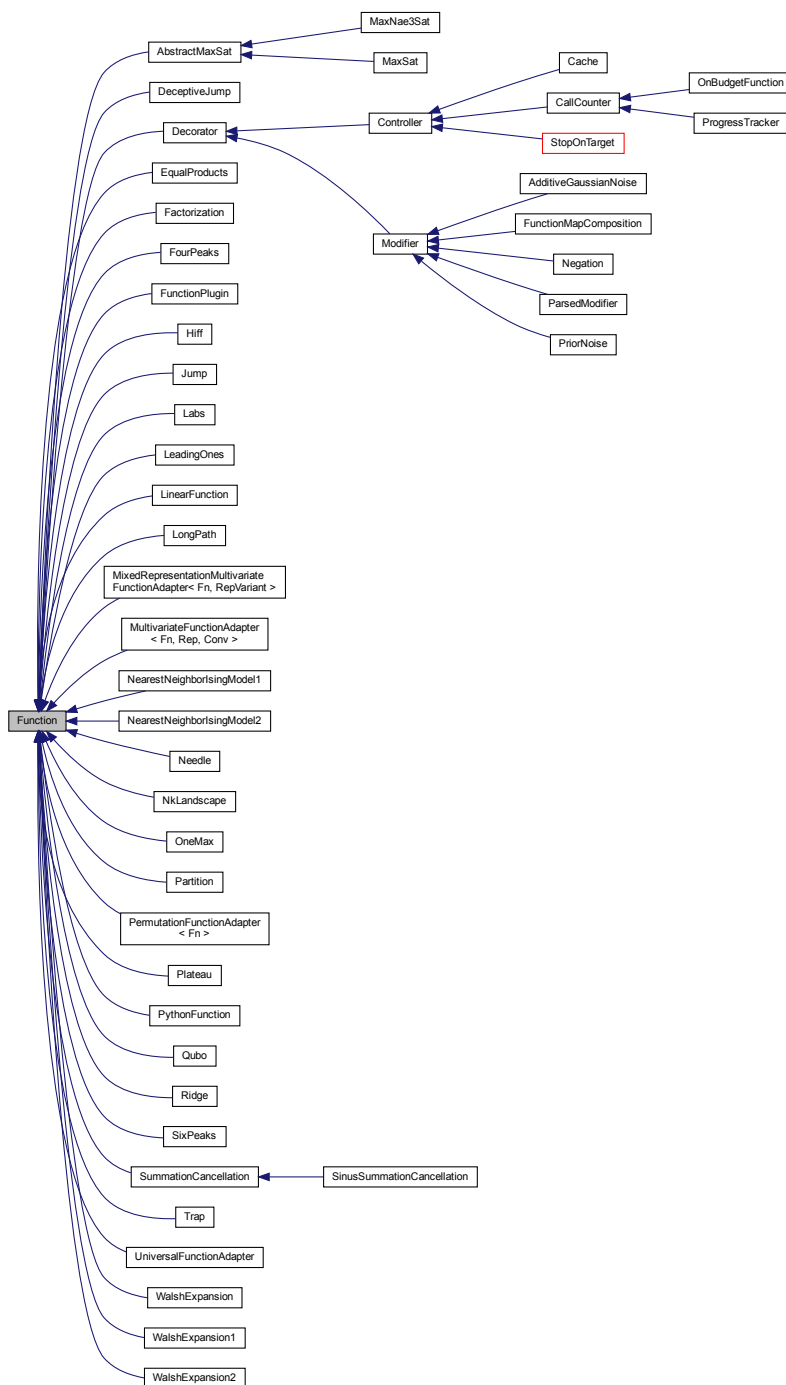 MaxNae3Sat
AbstractMaxSat
MaxSat
Cache
OnBudgetFunction
DeceptiveJump
CallCounter
Controller
ProgressTracker
Decorator
StopOnTarget
EqualProducts
AdditiveGaussianNoise
Factorization
FunctionMapComposition
Modifier
FourPeaks
Negation
FunctionPlugin
ParsedModifier
Hiff
PriorNoise
Jump
Labs
LeadingOnes
LinearFunction
LongPath
MixedRepresentationMultivariate
FunctionAdapter< Fn, RepVariant >
MultivariateFunctionAdapter
< Fn, Rep, Conv >
NearestNeighborIsingModel1
Function
NearestNeighborIsingModel2
Needle
NkLandscape
OneMax
Partition
PermutationFunctionAdapter
< Fn >
Plateau
PythonFunction
Qubo
Ridge
SixPeaks
SummationCancellation
SinusSummationCancellation
Trap
UniversalFunctionAdapter
WalshExpansion
WalshExpansion1
WalshExpansion2